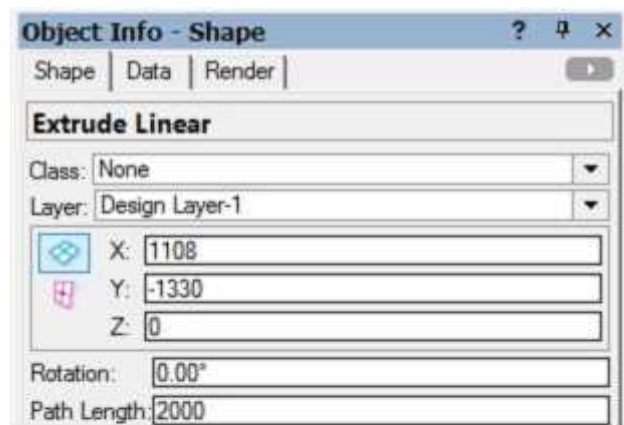 Object Info - Shape ? ×
Shape Data Render
Extrude Linear
Class: None
Layer: Design Layer-1
X: 1108
Y: -1330
Z: 0
Rotation: 0.00°
Path Length: 2000